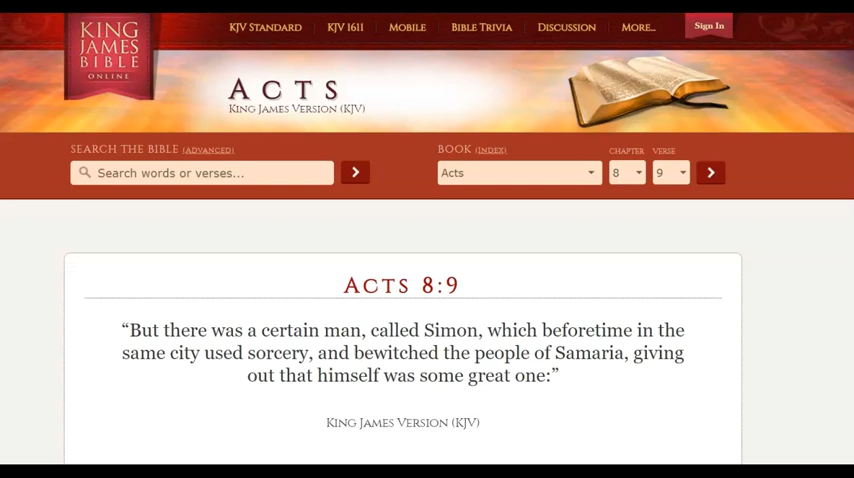 KING JAMES BIBLE ONLINE
KJV STANDARD KJV 1611 MOBILE BIBLE TRIVIA DISCUSSION MORE... Sign In
ACTS
KING JAMES VERSION (KJV)
SEARCH THE BIBLE (ADVANCED) BOOK (INDEX) CHAPTER VERSE
Search words or verses... Acts 8 9
ACTS 8:9
“But there was a certain man, called Simon, which beforetime in the
same city used sorcery, and bewitched the people of Samaria, giving
out that himself was some great one:”
KING JAMES VERSION (KJV)